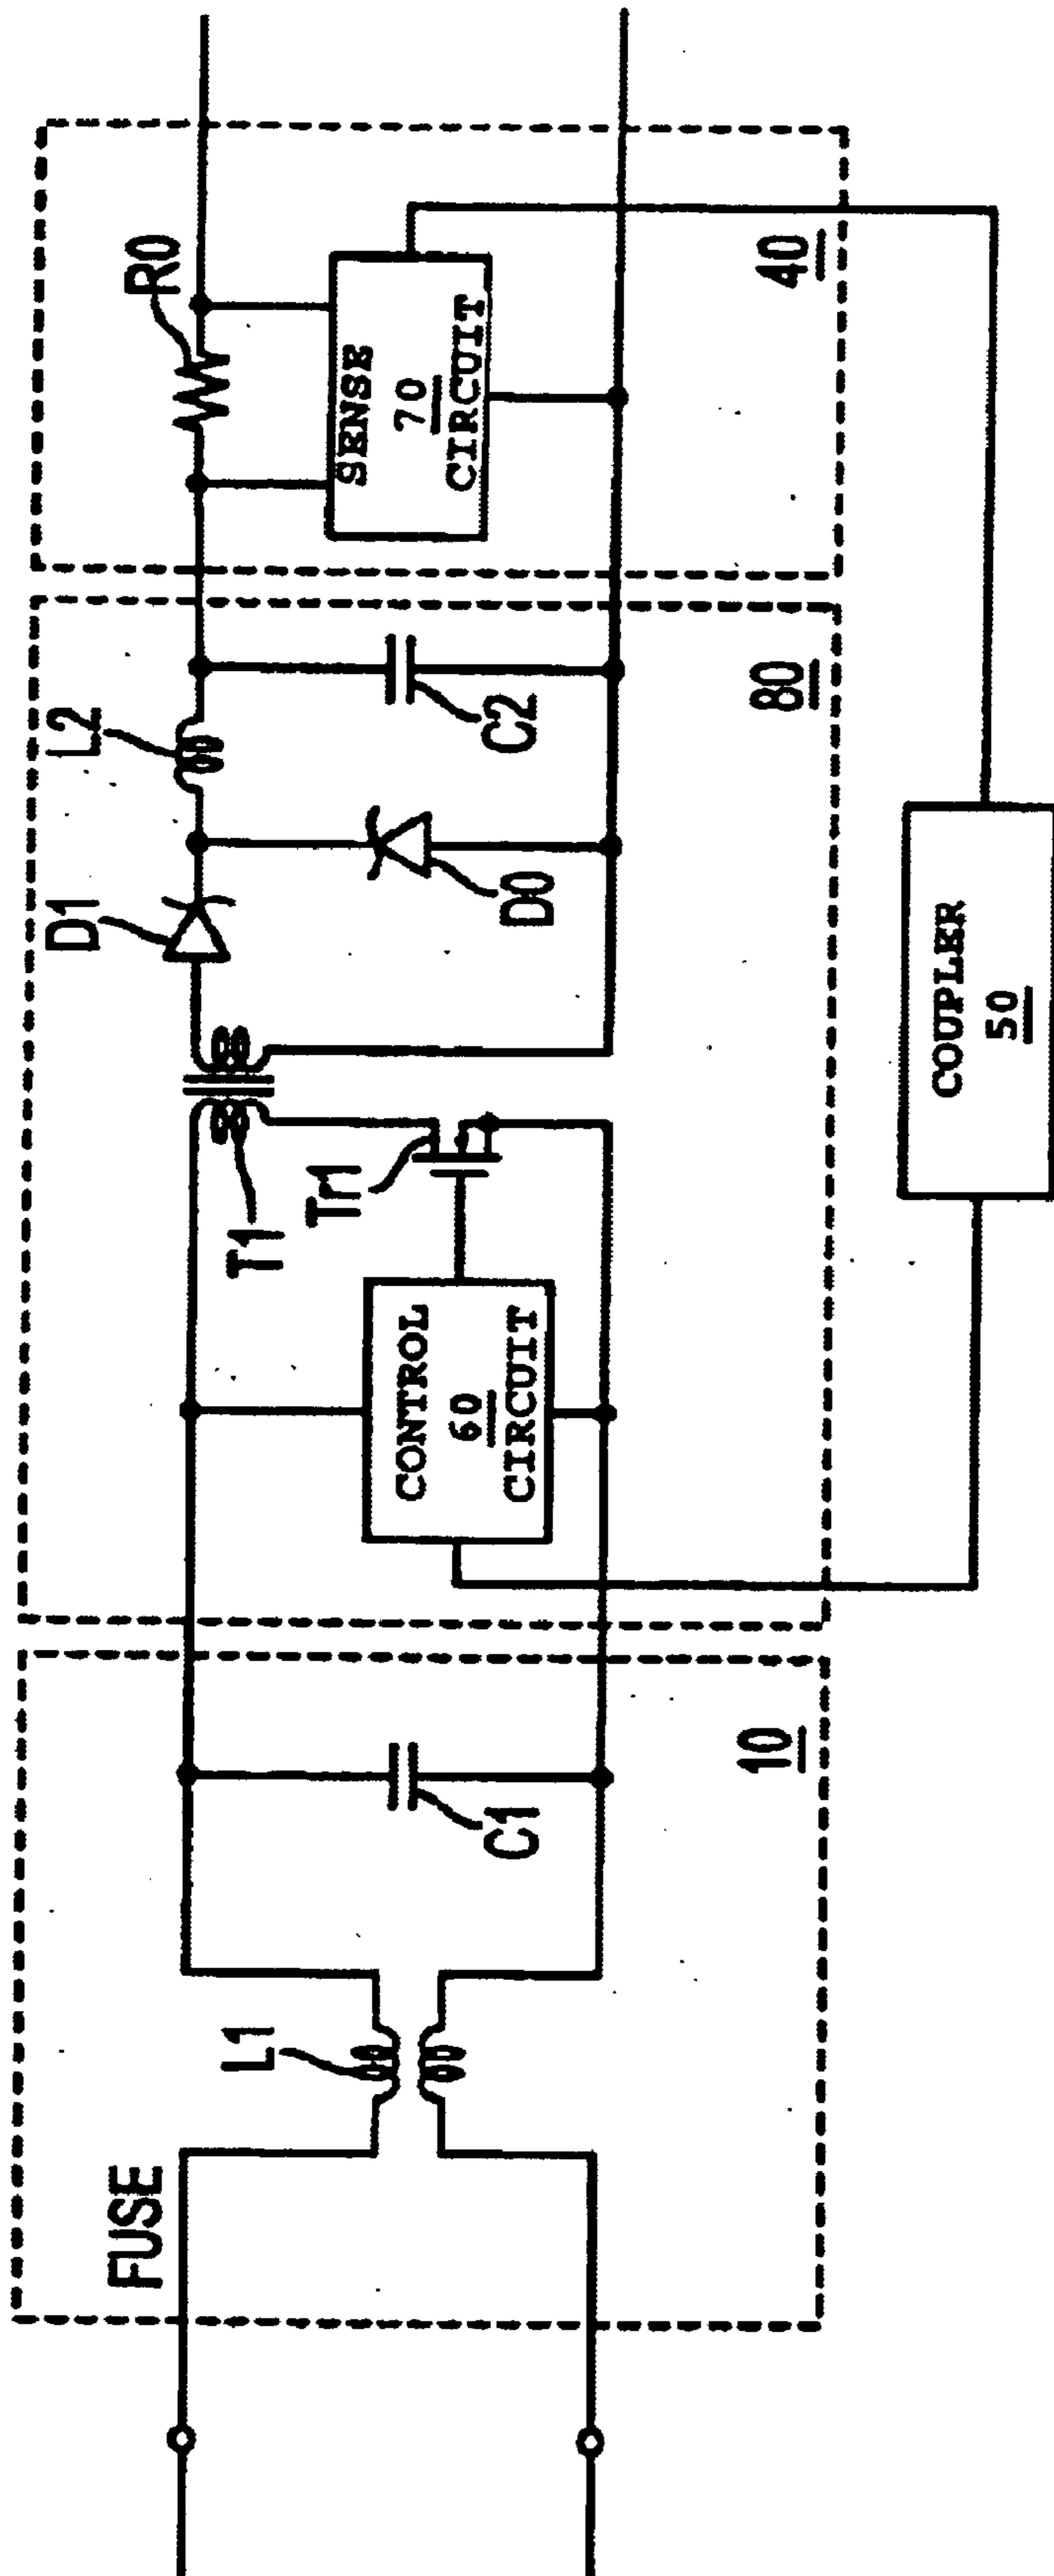 FUSE
L1
C1
10
CONTROL
60
CIRCUIT
T1
Tr1
D1
D0
L2
C2
80
R0
SENSE
70
CIRCUIT
40
COUPLER
50